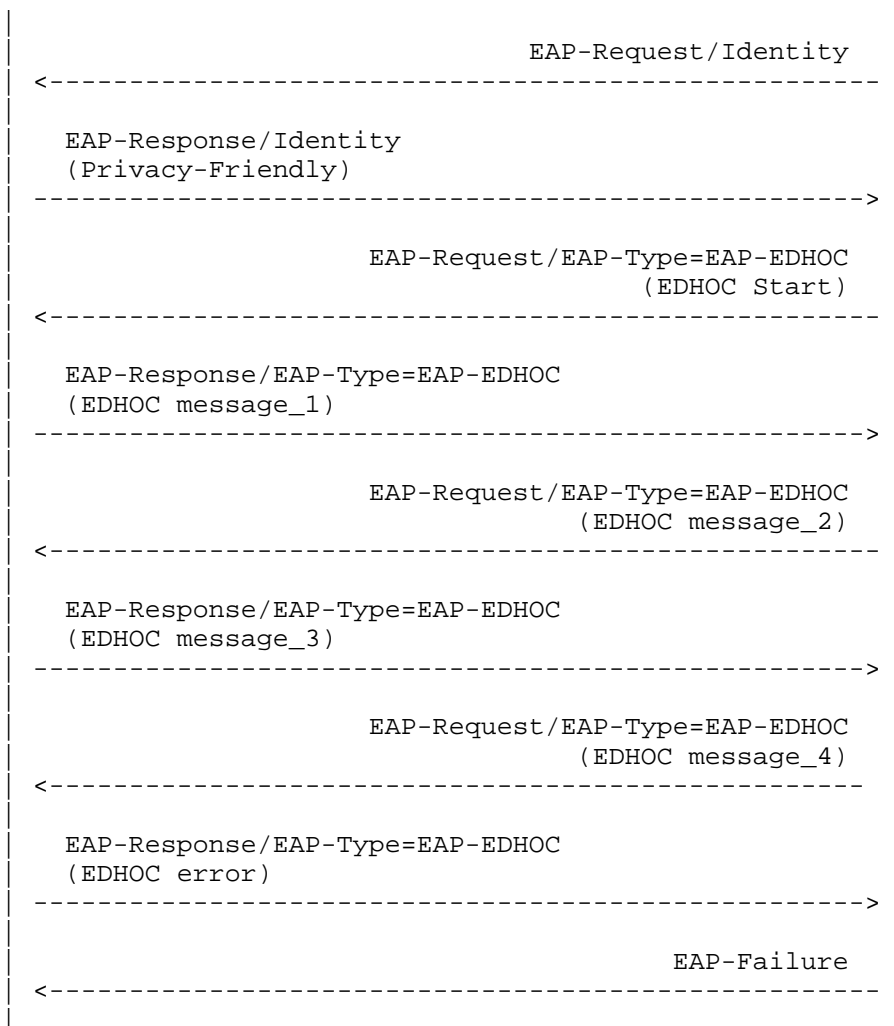 EAP-Request/Identity
EAP-Response/Identity
(Privacy-Friendly)
EAP-Request/EAP-Type=EAP-EDHOC
(EDHOC Start)
EAP-Response/EAP-Type=EAP-EDHOC
(EDHOC message_1)
EAP-Request/EAP-Type=EAP-EDHOC
(EDHOC message_2)
EAP-Response/EAP-Type=EAP-EDHOC
(EDHOC message_3)
EAP-Request/EAP-Type=EAP-EDHOC
(EDHOC message_4)
EAP-Response/EAP-Type=EAP-EDHOC
(EDHOC error)
EAP-Failure